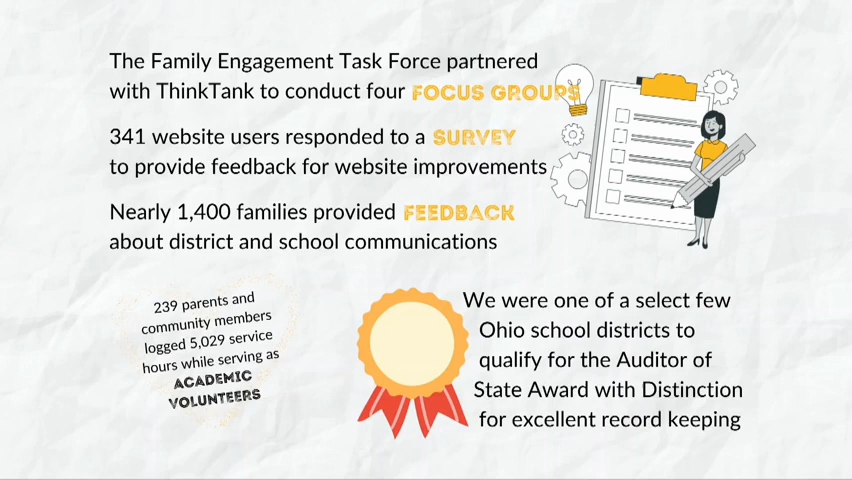 The Family Engagement Task Force partnered
with ThinkTank to conduct four FOCUS GROUPS
341 website users responded to a SURVEY
to provide feedback for website improvements
Nearly 1,400 families provided FEEDBACK
about district and school communications
239 parents and
community members
logged 5,029 service
hours while serving as
ACADEMIC
VOLUNTEERS
We were one of a select few
Ohio school districts to
qualify for the Auditor of
State Award with Distinction
for excellent record keeping